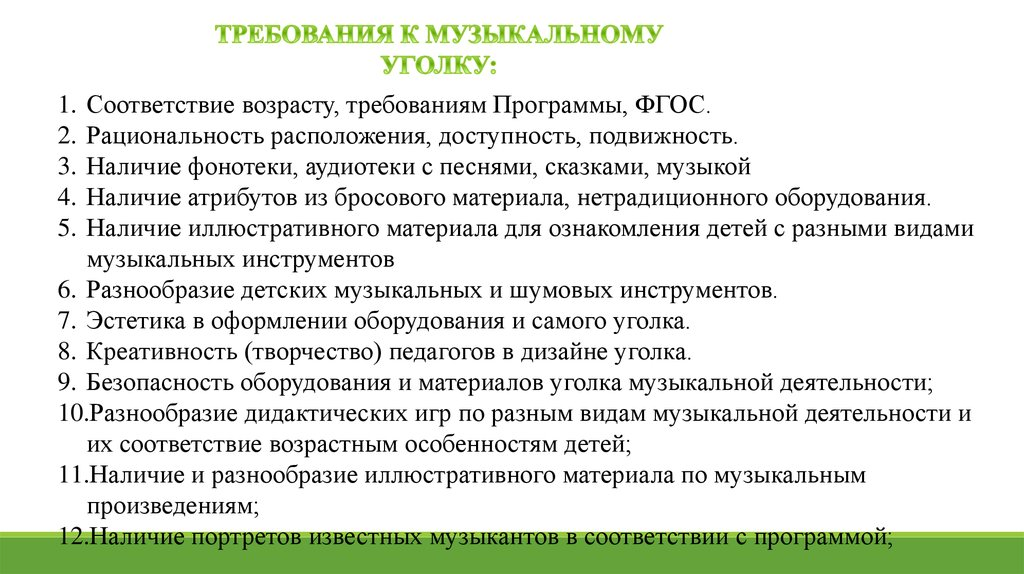 ТРЕБОВАНИЯ К МУЗЫКАЛЬНОМУ
УГОЛКУ:
1. Соответствие возрасту, требованиям Программы, ФГОС.
2. Рациональность расположения, доступность, подвижность.
3. Наличие фонотеки, аудиотеки с песнями, сказками, музыкой
4. Наличие атрибутов из бросового материала, нетрадиционного оборудования.
5. Наличие иллюстративного материала для ознакомления детей с разными видами
музыкальных инструментов
6. Разнообразие детских музыкальных и шумовых инструментов.
7. Эстетика в оформлении оборудования и самого уголка.
8. Креативность (творчество) педагогов в дизайне уголка.
9. Безопасность оборудования и материалов уголка музыкальной деятельности;
10.Разнообразие дидактических игр по разным видам музыкальной деятельности и
их соответствие возрастным особенностям детей;
11.Наличие и разнообразие иллюстративного материала по музыкальным
произведениям;
12.Наличие портретов известных музыкантов в соответствии с программой;